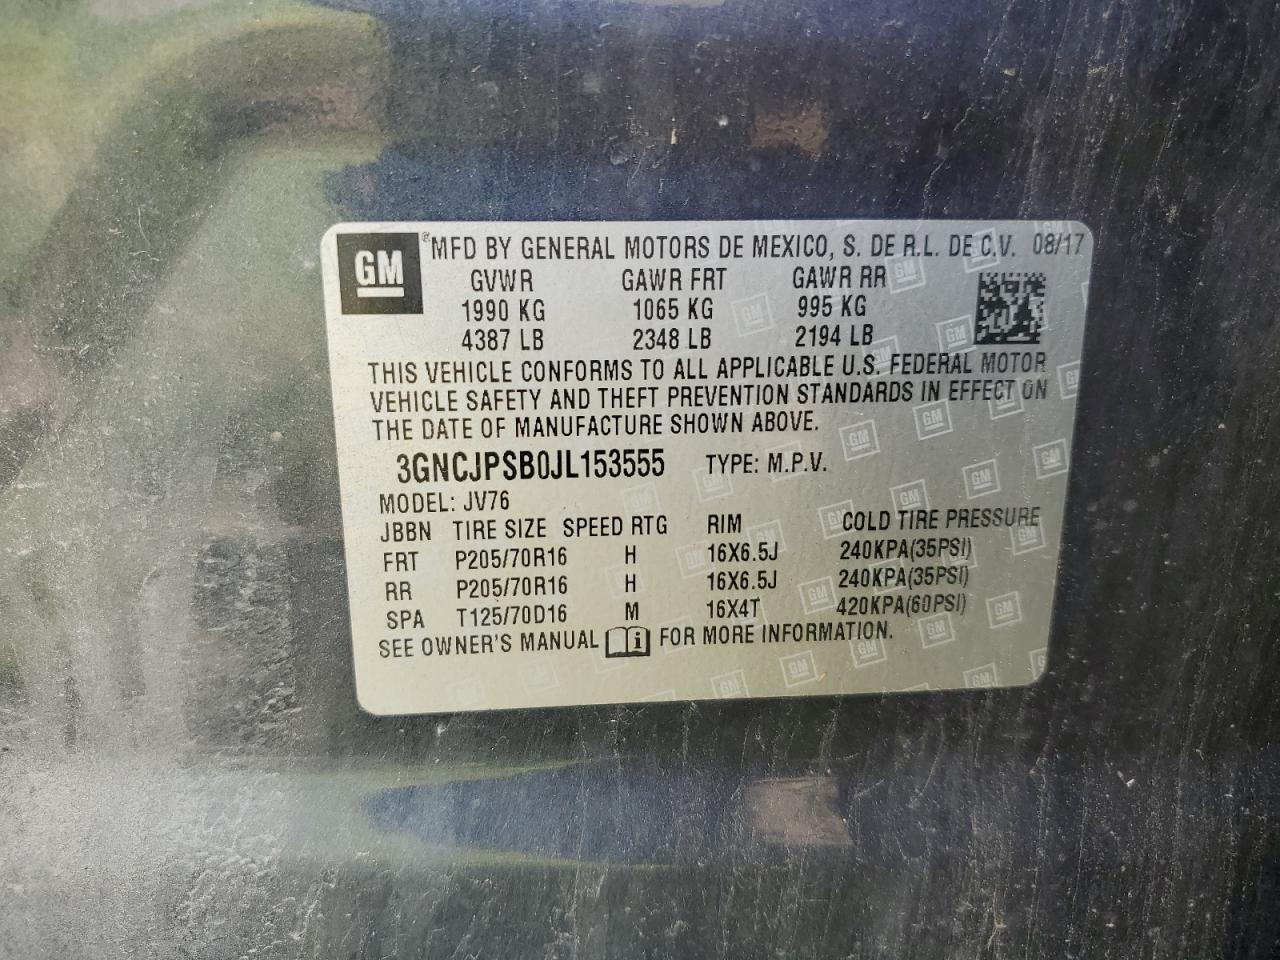 GM ® MFD BY GENERAL MOTORS DE MEXICO, S. DE R.L. DE C.V. 08/17
GVWR GAWR FRT GAWR RR
1990 KG 1065 KG 995 KG
4387 LB 2348 LB 2194 LB
THIS VEHICLE CONFORMS TO ALL APPLICABLE U.S. FEDERAL MOTOR
VEHICLE SAFETY AND THEFT PREVENTION STANDARDS IN EFFECT ON
THE DATE OF MANUFACTURE SHOWN ABOVE.
3GNCJPSB0JL153555 TYPE: M.P.V.
MODEL: JV76
JBBN TIRE SIZE SPEED RTG RIM COLD TIRE PRESSURE
FRT P205/70R16 H 16X6.5J 240KPA(35PSI)
RR P205/70R16 H 16X6.5J 240KPA(35PSI)
SPA T125/70D16 M 16X4T 420KPA(60PSI)
SEE OWNER'S MANUAL i FOR MORE INFORMATION.